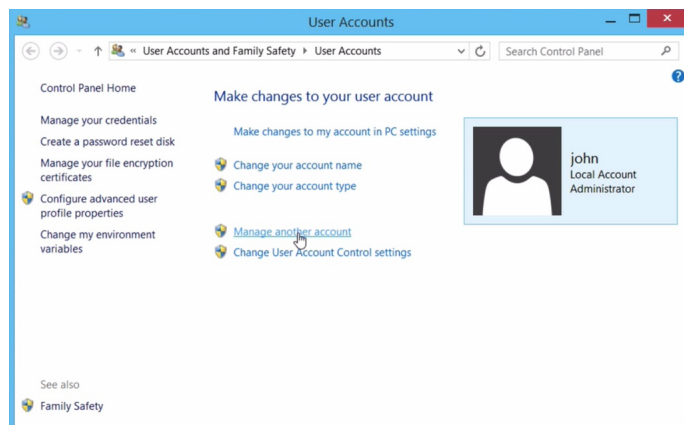 User Accounts
« User Accounts and Family Safety ▸ User Accounts
Search Control Panel
Control Panel Home
Manage your credentials
Create a password reset disk
Manage your file encryption
certificates
Configure advanced user
profile properties
Change my environment
variables
See also
Family Safety
Make changes to your user account
Make changes to my account in PC settings
Change your account name
Change your account type
Manage another account
Change User Account Control settings
john
Local Account
Administrator